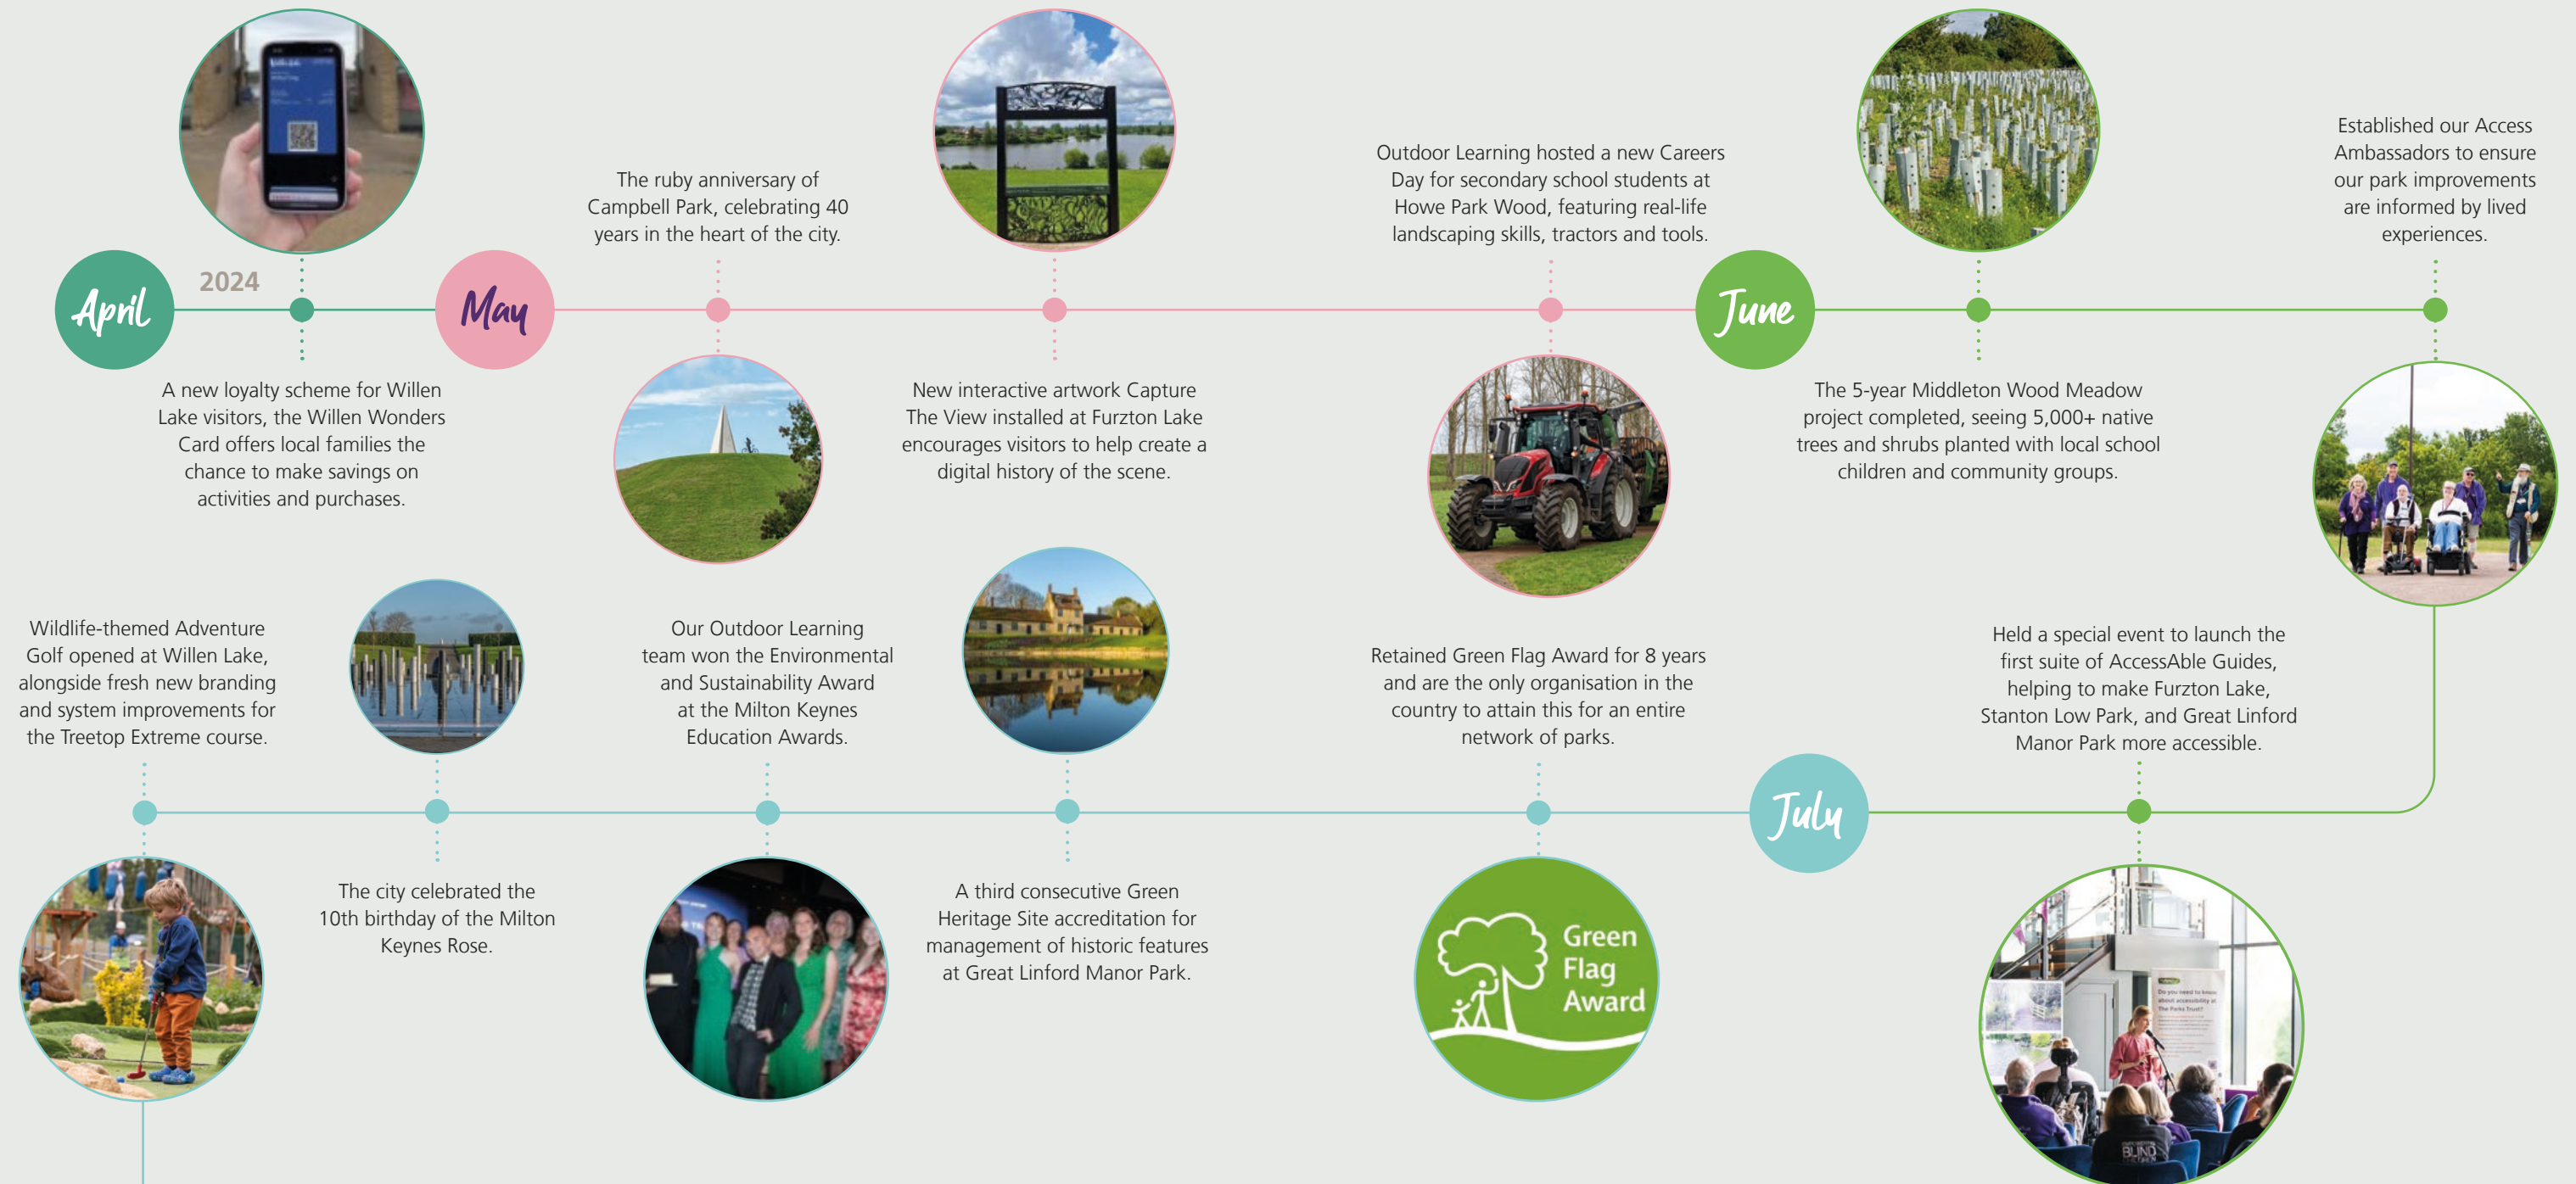 April
2024
A new loyalty scheme for Willen
Lake visitors, the Willen Wonders
Card offers local families the
chance to make savings on
activities and purchases.
May
The ruby anniversary of
Campbell Park, celebrating 40
years in the heart of the city.
New interactive artwork Capture
The View installed at Furzton Lake
encourages visitors to help create a
digital history of the scene.
Outdoor Learning hosted a new Careers
Day for secondary school students at
Howe Park Wood, featuring real-life
landscaping skills, tractors and tools.
June
The 5-year Middleton Wood Meadow
project completed, seeing 5,000+ native
trees and shrubs planted with local school
children and community groups.
Established our Access
Ambassadors to ensure
our park improvements
are informed by lived
experiences.
Held a special event to launch the
first suite of AccessAble Guides,
helping to make Furzton Lake,
Stanton Low Park, and Great Linford
Manor Park more accessible.
Do you need to know
about accessibility at
The Parks Trust?
BLIND
July
Retained Green Flag Award for 8 years
and are the only organisation in the
country to attain this for an entire
network of parks.
Green
Flag
Award
A third consecutive Green
Heritage Site accreditation for
management of historic features
at Great Linford Manor Park.
Our Outdoor Learning
team won the Environmental
and Sustainability Award
at the Milton Keynes
Education Awards.
The city celebrated the
10th birthday of the Milton
Keynes Rose.
Wildlife-themed Adventure
Golf opened at Willen Lake,
alongside fresh new branding
and system improvements for
the Treetop Extreme course.